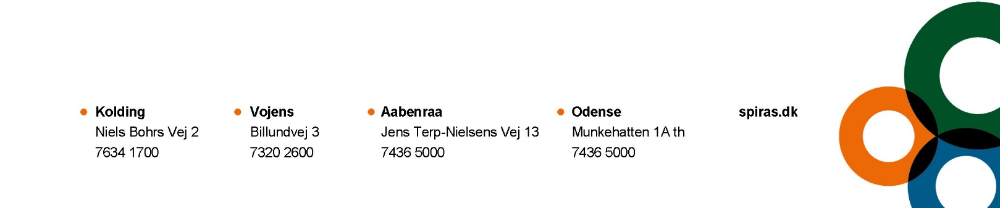 Kolding
Niels Bohrs Vej 2
7634 1700
Vojens
Billundvej 3
7320 2600
Aabenraa
Jens Terp-Nielsens Vej 13
7436 5000
Odense
Munkehatten 1A th
7436 5000
spiras.dk